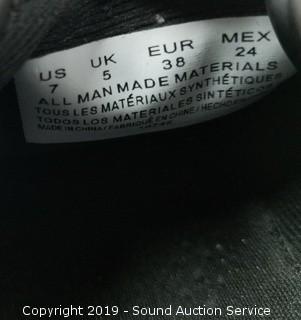 US UK EUR MEX
7 5 38 24
ALL MAN MADE MATERIALS
TOUS LES MATÉRIAUX SYNTHÉTIQUES
TODOS LOS MATERIALES SINTÉTICOS
MADE IN CHINA / FABRIQUÉ EN CHINE / HECHO EN
Copyright 2019 - Sound Auction Service